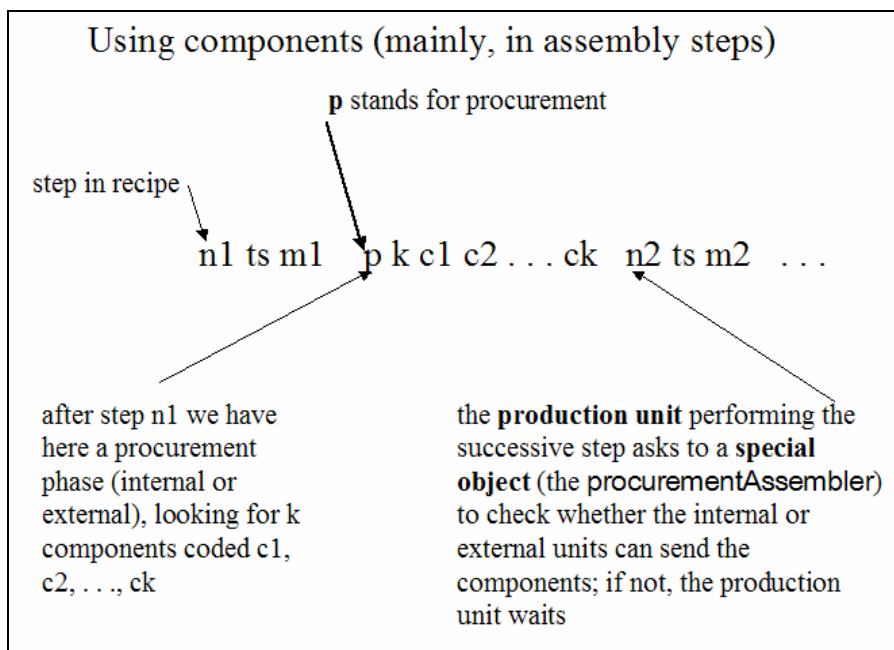 Using components (mainly, in assembly steps)
p stands for procurement
step in recipe
n1 ts m1 p k c1 c2 . . . ck n2 ts m2 . . .
after step n1 we have
here a procurement
phase (internal or
external), looking for k
components coded c1,
c2, . . ., ck
the production unit performing the
successive step asks to a special
object (the procurementAssembler)
to check whether the internal or
external units can send the
components; if not, the production
unit waits